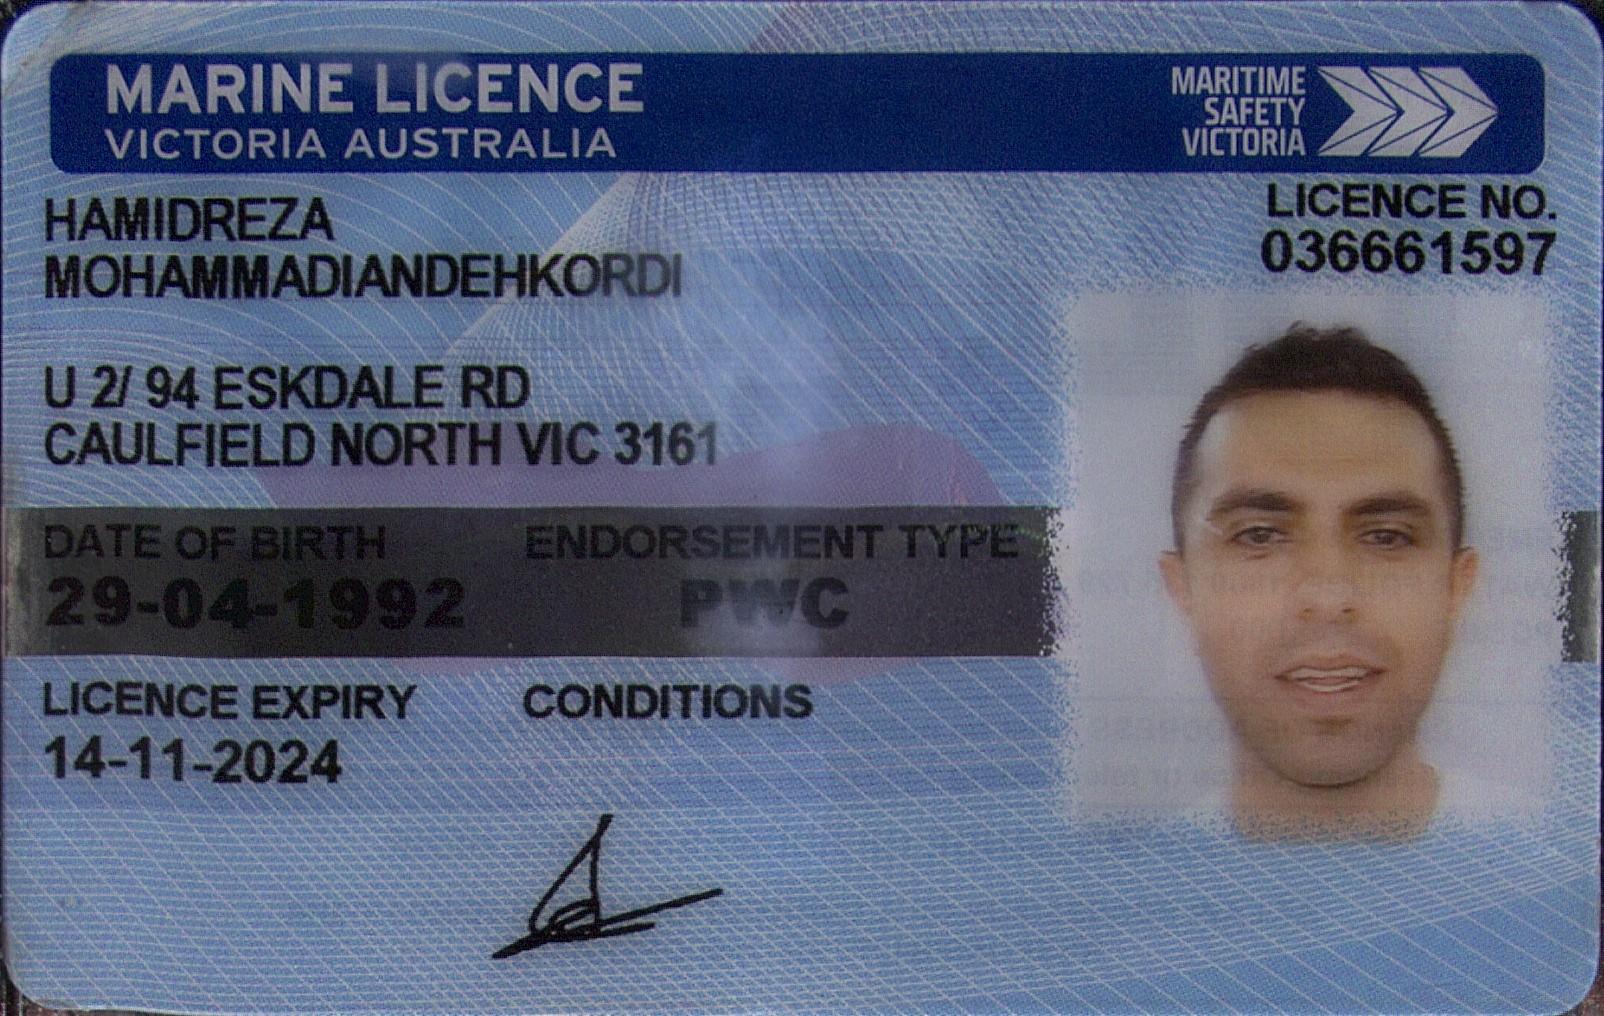 MARINE LICENCE
VICTORIA AUSTRALIA
MARITIME
SAFETY
VICTORIA
HAMIDREZA
MOHAMMADIANDEHKORDI
LICENCE NO.
036661597
U 2/ 94 ESKDALE RD
CAULFIELD NORTH VIC 3161
DATE OF BIRTH ENDORSEMENT TYPE
29-04-1992 PWC
LICENCE EXPIRY CONDITIONS
14-11-2024